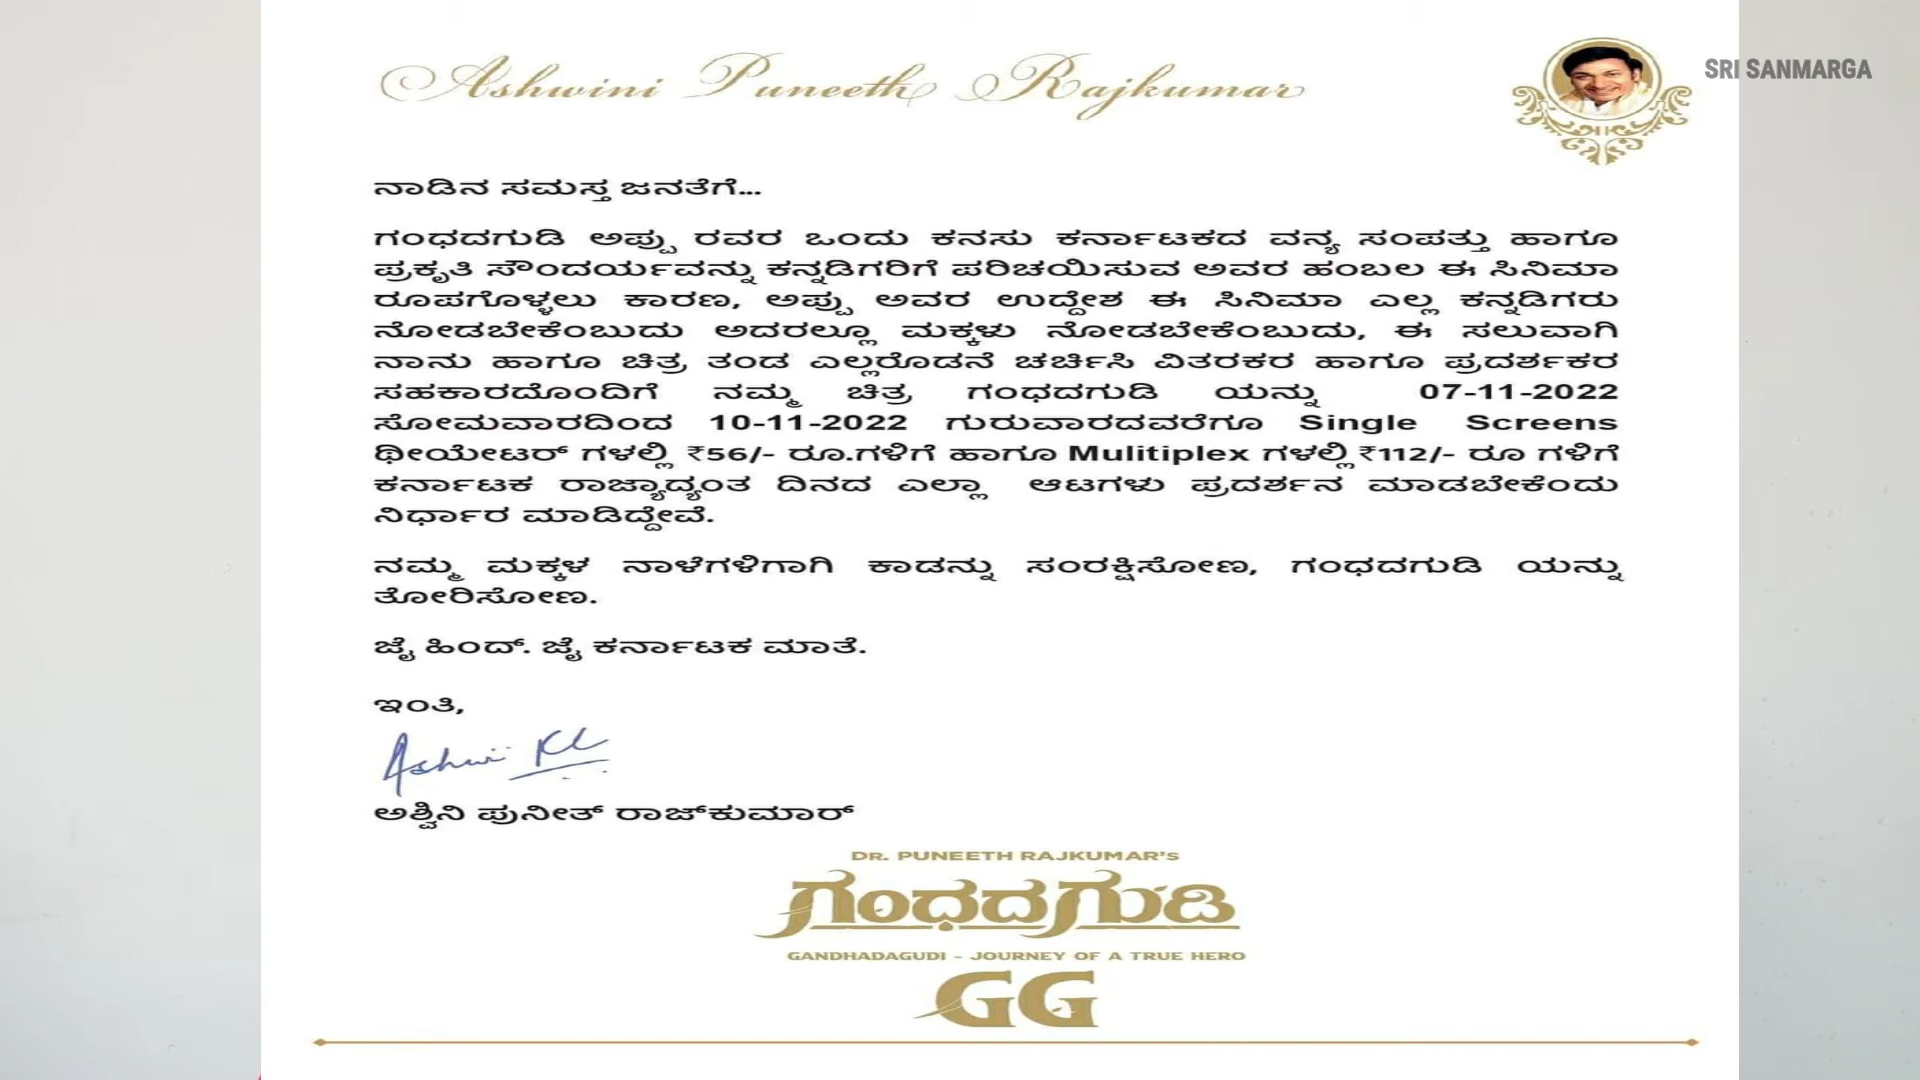 Ashwini Puneeth Rajkumar
SRI SANMARGA
ನಾಡಿನ ಸಮಸ್ತ ಜನತೆಗೆ...
ಗಂಧದಗುಡಿ ಅಪ್ಪು ರವರ ಒಂದು ಕನಸು ಕರ್ನಾಟಕದ ವನ್ಯ ಸಂಪತ್ತು ಹಾಗೂ
ಪ್ರಕೃತಿ ಸೌಂದರ್ಯವನ್ನು ಕನ್ನಡಿಗರಿಗೆ ಪರಿಚಯಿಸುವ ಅವರ ಹಂಬಲ ಈ ಸಿನಿಮಾ
ರೂಪಗೊಳ್ಳಲು ಕಾರಣ, ಅಪ್ಪು ಅವರ ಉದ್ದೇಶ ಈ ಸಿನಿಮಾ ಎಲ್ಲ ಕನ್ನಡಿಗರು
ನೋಡಬೇಕೆಂಬುದು ಅದರಲ್ಲೂ ಮಕ್ಕಳು ನೋಡಬೇಕೆಂಬುದು, ಈ ಸಲುವಾಗಿ
ನಾನು ಹಾಗೂ ಚಿತ್ರ ತಂಡ ಎಲ್ಲರೊಡನೆ ಚರ್ಚಿಸಿ ವಿತರಕರ ಹಾಗೂ ಪ್ರದರ್ಶಕರ
ಸಹಕಾರದೊಂದಿಗೆ ನಮ್ಮ ಚಿತ್ರ ಗಂಧದಗುಡಿ ಯನ್ನು 07-11-2022
ಸೋಮವಾರದಿಂದ 10-11-2022 ಗುರುವಾರದವರೆಗೂ Single Screens
ಥೀಯೇಟರ್ ಗಳಲ್ಲಿ ₹56/- ರೂ.ಗಳಿಗೆ ಹಾಗೂ Mulitiplex ಗಳಲ್ಲಿ ₹112/- ರೂ ಗಳಿಗೆ
ಕರ್ನಾಟಕ ರಾಜ್ಯಾದ್ಯಂತ ದಿನದ ಎಲ್ಲಾ ಆಟಗಳು ಪ್ರದರ್ಶನ ಮಾಡಬೇಕೆಂದು
ನಿರ್ಧಾರ ಮಾಡಿದ್ದೇವೆ.
ನಮ್ಮ ಮಕ್ಕಳ ನಾಳೆಗಳಿಗಾಗಿ ಕಾಡನ್ನು ಸಂರಕ್ಷಿಸೋಣ, ಗಂಧದಗುಡಿ ಯನ್ನು
ತೋರಿಸೋಣ.
ಜೈ ಹಿಂದ್. ಜೈ ಕರ್ನಾಟಕ ಮಾತೆ.
ಇಂತಿ,
ಅಶ್ವಿನಿ ಪುನೀತ್ ರಾಜ್‌ಕುಮಾರ್
DR. PUNEETH RAJKUMAR'S
ಗಂಧದಗುಡಿ
GANDHADAGUDI - JOURNEY OF A TRUE HERO
GG